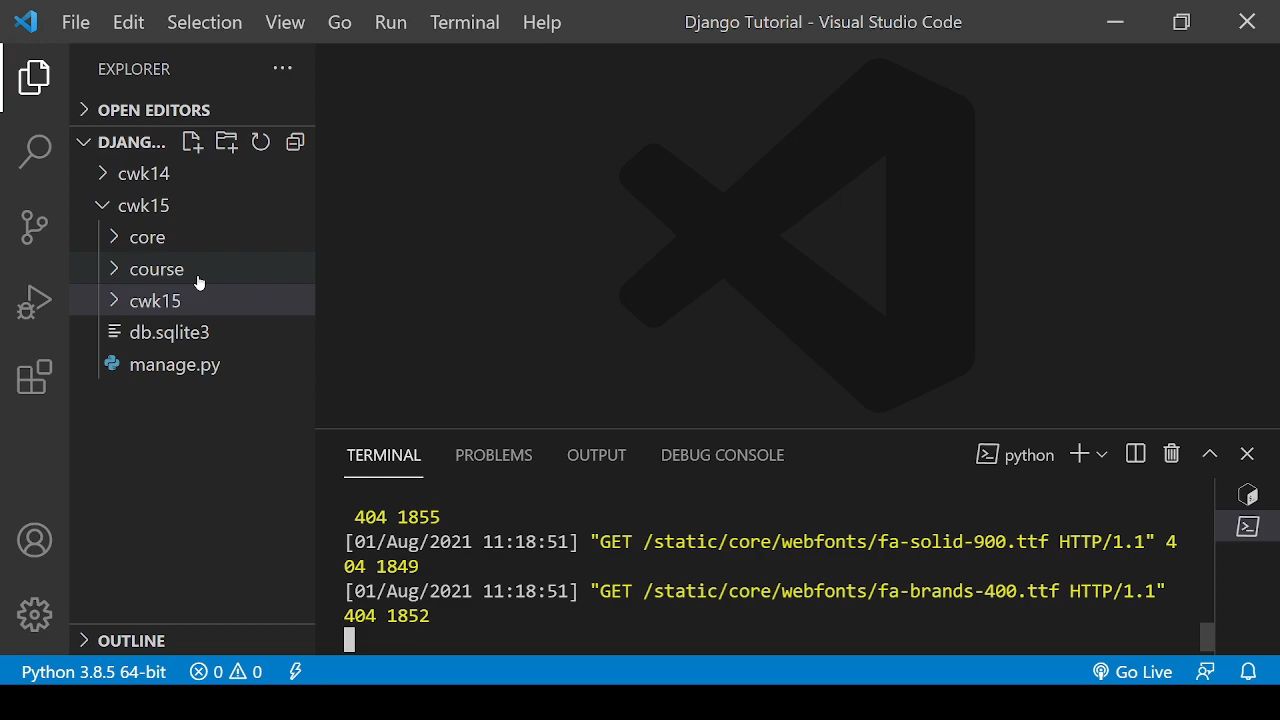 File Edit Selection View Go Run Terminal Help Django Tutorial - Visual Studio Code
EXPLORER
OPEN EDITORS
DJANG...
cwk14
cwk15
core
course
cwk15
db.sqlite3
manage.py
OUTLINE
TERMINAL PROBLEMS OUTPUT DEBUG CONSOLE python
404 1855
[01/Aug/2021 11:18:51] "GET /static/core/webfonts/fa-solid-900.ttf HTTP/1.1" 4
04 1849
[01/Aug/2021 11:18:51] "GET /static/core/webfonts/fa-brands-400.ttf HTTP/1.1"
404 1852
Python 3.8.5 64-bit 0 0 Go Live